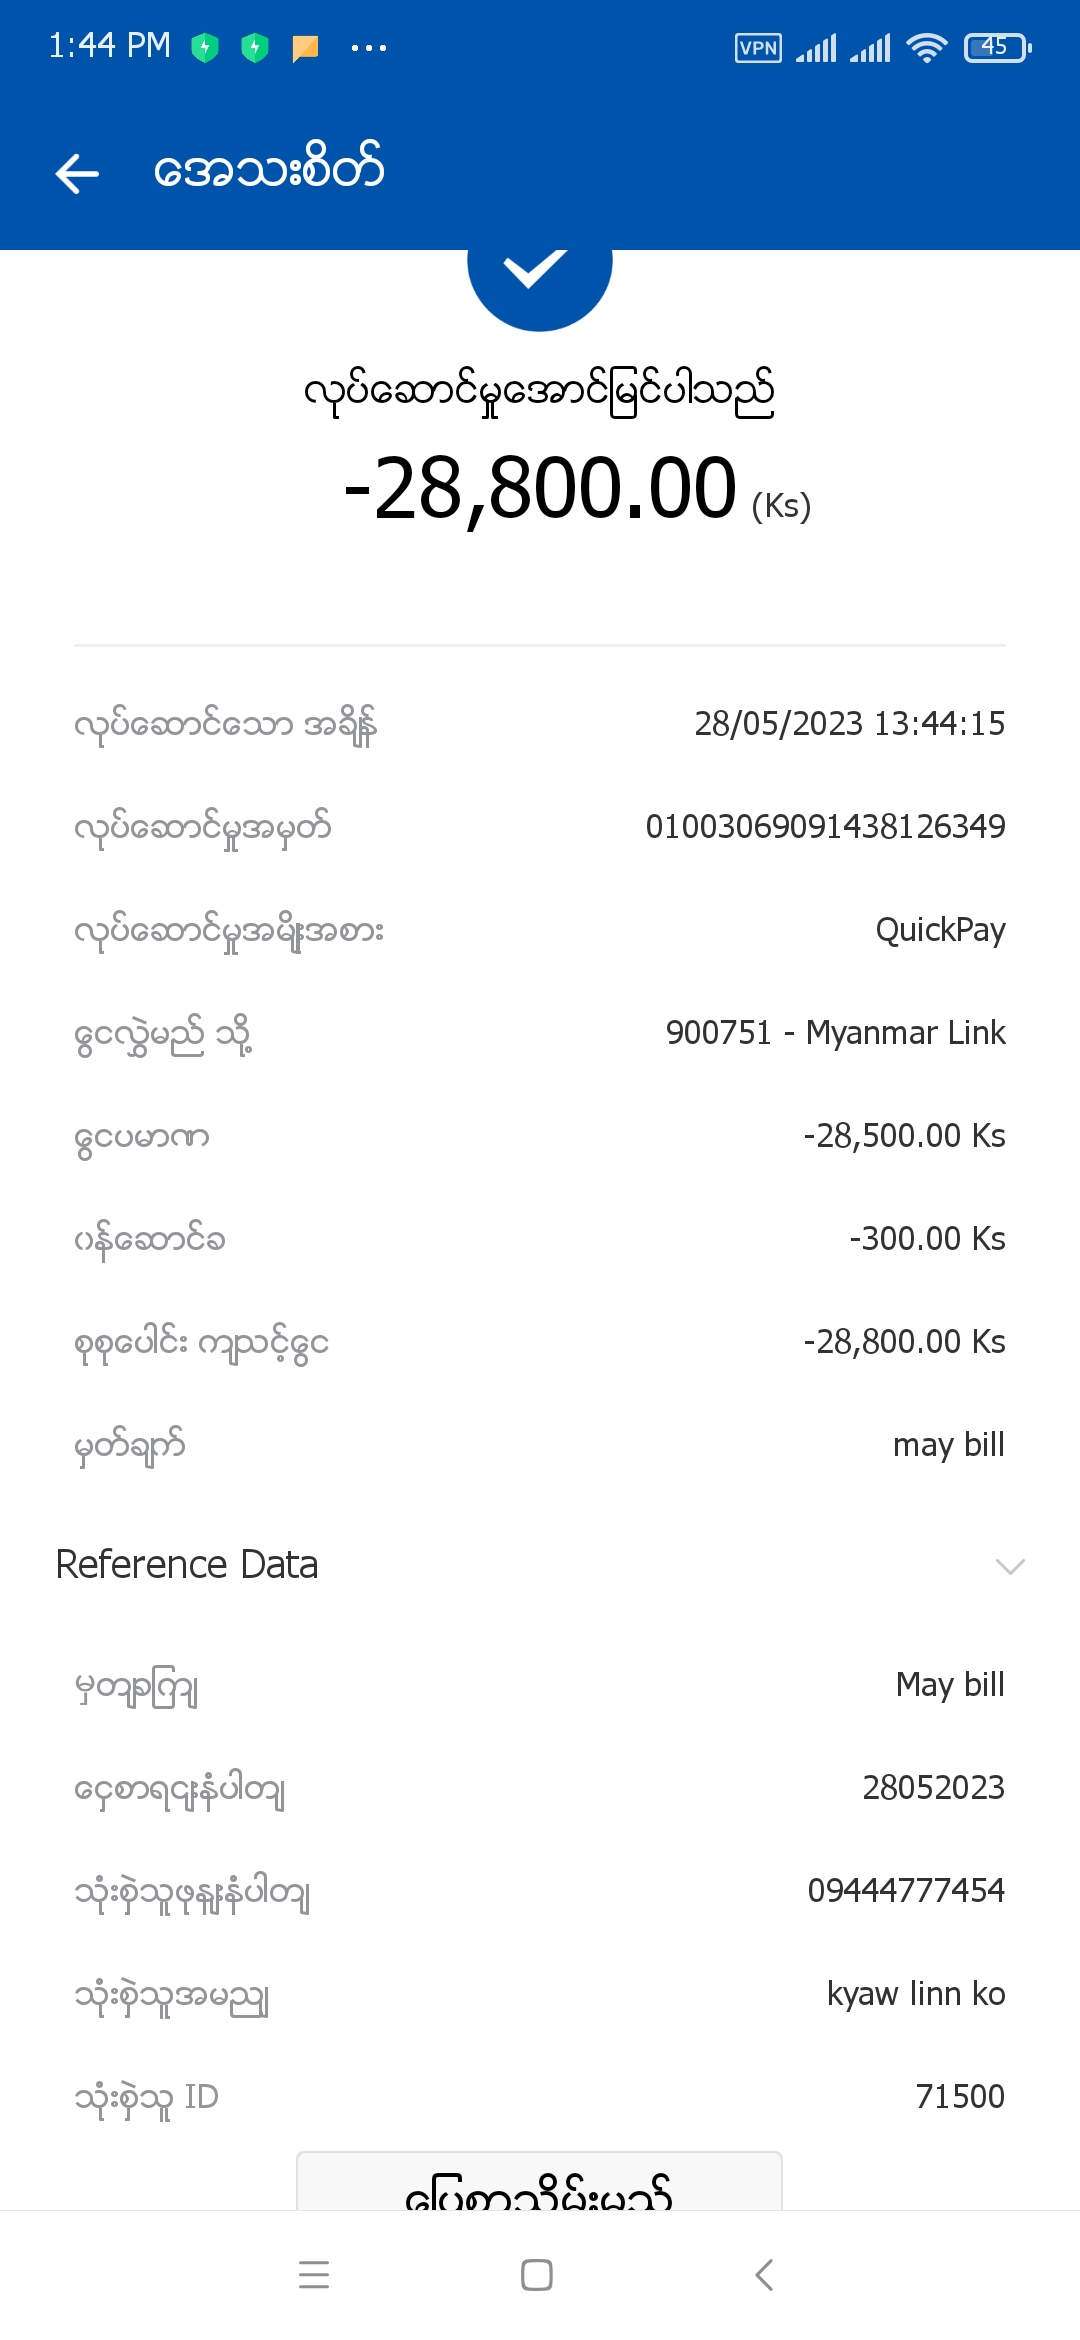 1:44 PM
VPN
45
အေသးစိတ်
လုပ်ဆောင်မှုအောင်မြင်ပါသည်
-28,800.00 (Ks)
လုပ်ဆောင်သော အချိန် 28/05/2023 13:44:15
လုပ်ဆောင်မှုအမှတ် 01003069091438126349
လုပ်ဆောင်မှုအမျိုးအစား QuickPay
ငွေလွှဲမည် သို့ 900751 - Myanmar Link
ငွေပမာဏ -28,500.00 Ks
ဝန်ဆောင်ခ -300.00 Ks
စုစုပေါင်း ကျသင့်ငွေ -28,800.00 Ks
မှတ်ချက် may bill
Reference Data
မှတျခကြျ May bill
ငှေစာရငျးနံပါတျ 28052023
သုံးစှဲသူဖုနျးနံပါတျ 09444777454
သုံးစှဲသူအမညျ kyaw linn ko
သုံးစှဲသူ ID 71500
ပြေစာသိမ်းမည်